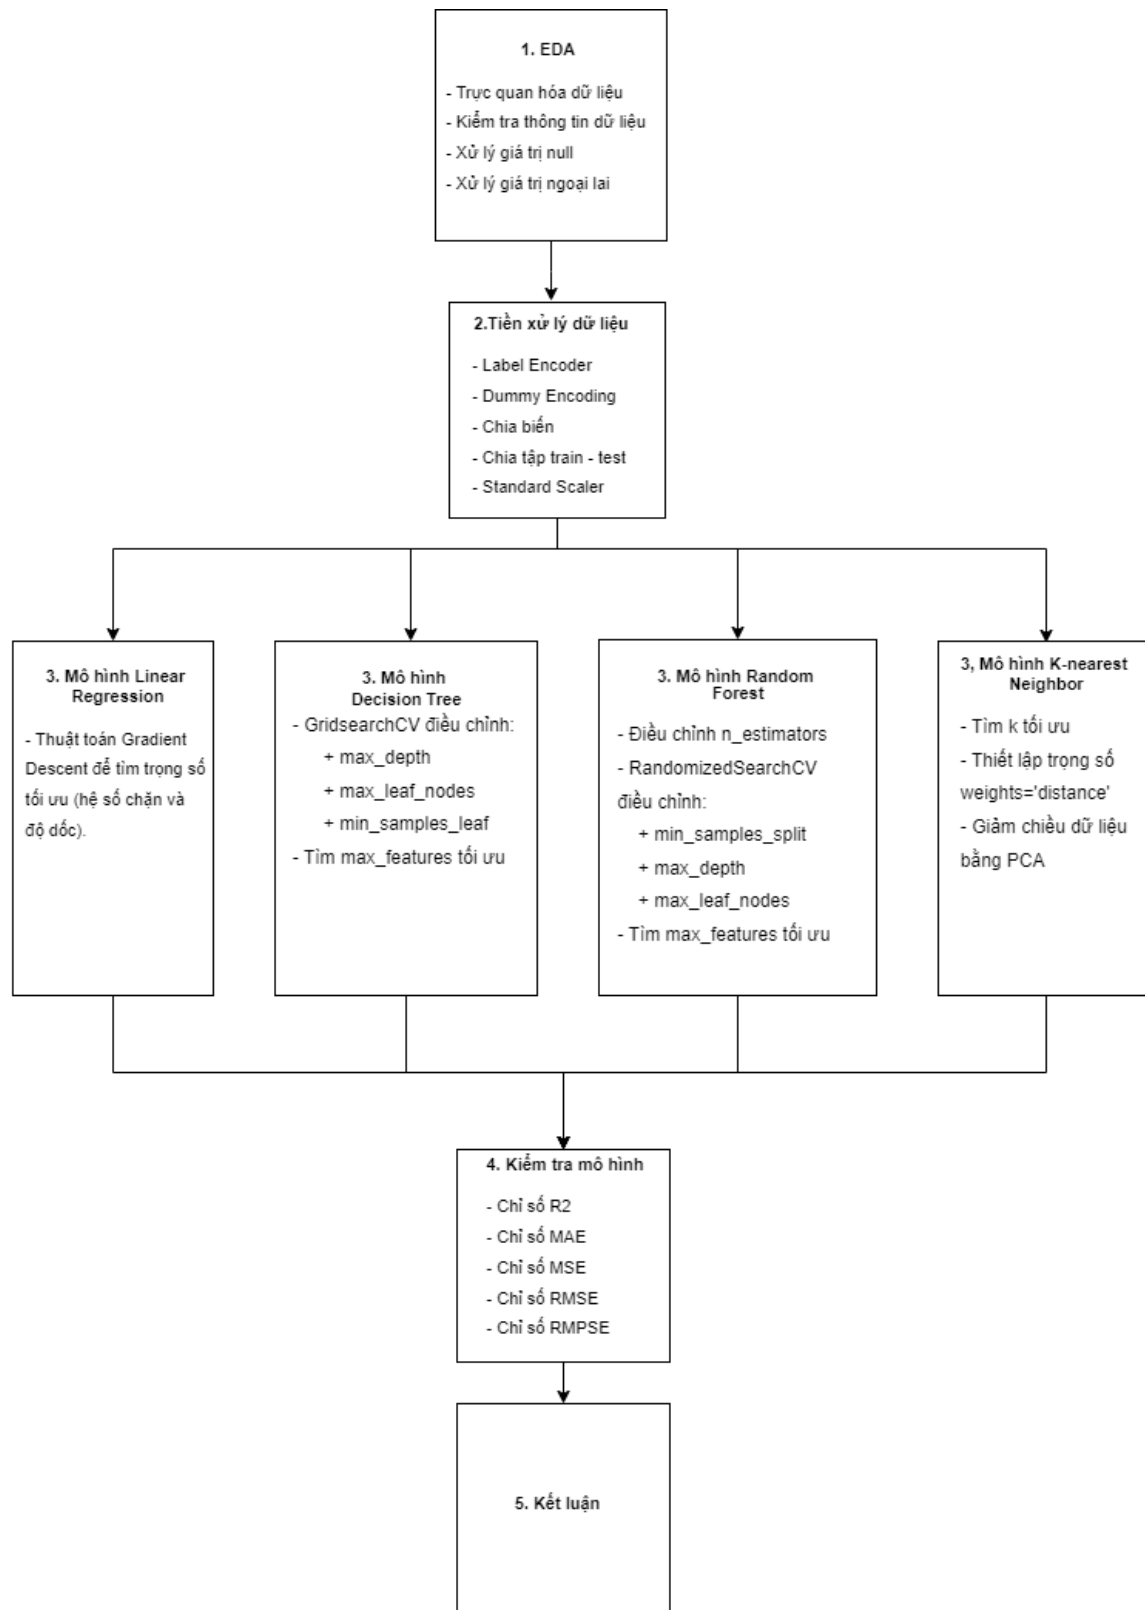 1. EDA
- Trực quan hóa dữ liệu
- Kiểm tra thông tin dữ liệu
- Xử lý giá trị null
- Xử lý giá trị ngoại lai
2.Tiền xử lý dữ liệu
- Label Encoder
- Dummy Encoding
- Chia biến
- Chia tập train - test
- Standard Scaler
3. Mô hình Linear
Regression
- Thuật toán Gradient
Descent để tìm trọng số
tối ưu (hệ số chặn và
độ dốc).
3. Mô hình
Decision Tree
- GridsearchCV điều chỉnh:
+ max_depth
+ max_leaf_nodes
+ min_samples_leaf
- Tìm max_features tối ưu
3. Mô hình Random
Forest
- Điều chỉnh n_estimators
- RandomizedSearchCV
điều chỉnh:
+ min_samples_split
+ max_depth
+ max_leaf_nodes
- Tìm max_features tối ưu
3, Mô hình K-nearest
Neighbor
- Tìm k tối ưu
- Thiết lập trọng số
weights='distance'
- Giảm chiều dữ liệu
bằng PCA
4. Kiểm tra mô hình
- Chỉ số R2
- Chỉ số MAE
- Chỉ số MSE
- Chỉ số RMSE
- Chỉ số RMPSE
5. Kết luận